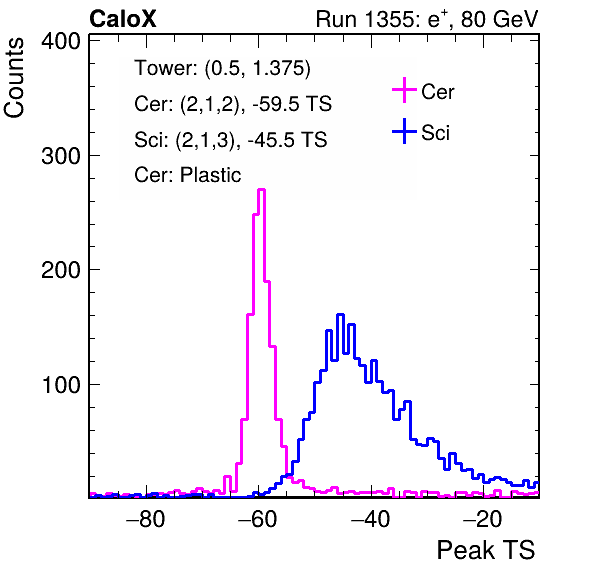 CaloX Run 1355: e⁺, 80 GeV
Counts
400
300
200
100
Tower: (0.5, 1.375)
Cer: (2,1,2), -59.5 TS
Sci: (2,1,3), -45.5 TS
Cer: Plastic
Cer
Sci
−80 −60 −40 −20
Peak TS